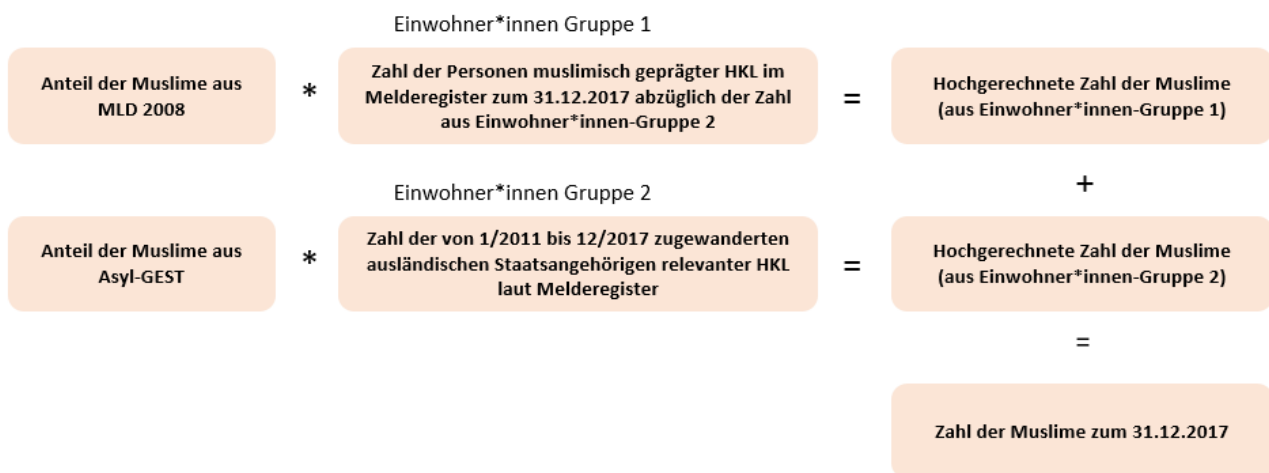 Einwohner*innen Gruppe 1
Anteil der Muslime aus
MLD 2008
*
Zahl der Personen muslimisch geprägter HKL im
Melderegister zum 31.12.2017 abzüglich der Zahl
aus Einwohner*innen-Gruppe 2
=
Hochgerechnete Zahl der Muslime
(aus Einwohner*innen-Gruppe 1)
+
Einwohner*innen Gruppe 2
Anteil der Muslime aus
Asyl-GEST
*
Zahl der von 1/2011 bis 12/2017 zugewanderten
ausländischen Staatsangehörigen relevanter HKL
laut Melderegister
=
Hochgerechnete Zahl der Muslime
(aus Einwohner*innen-Gruppe 2)
=
Zahl der Muslime zum 31.12.2017